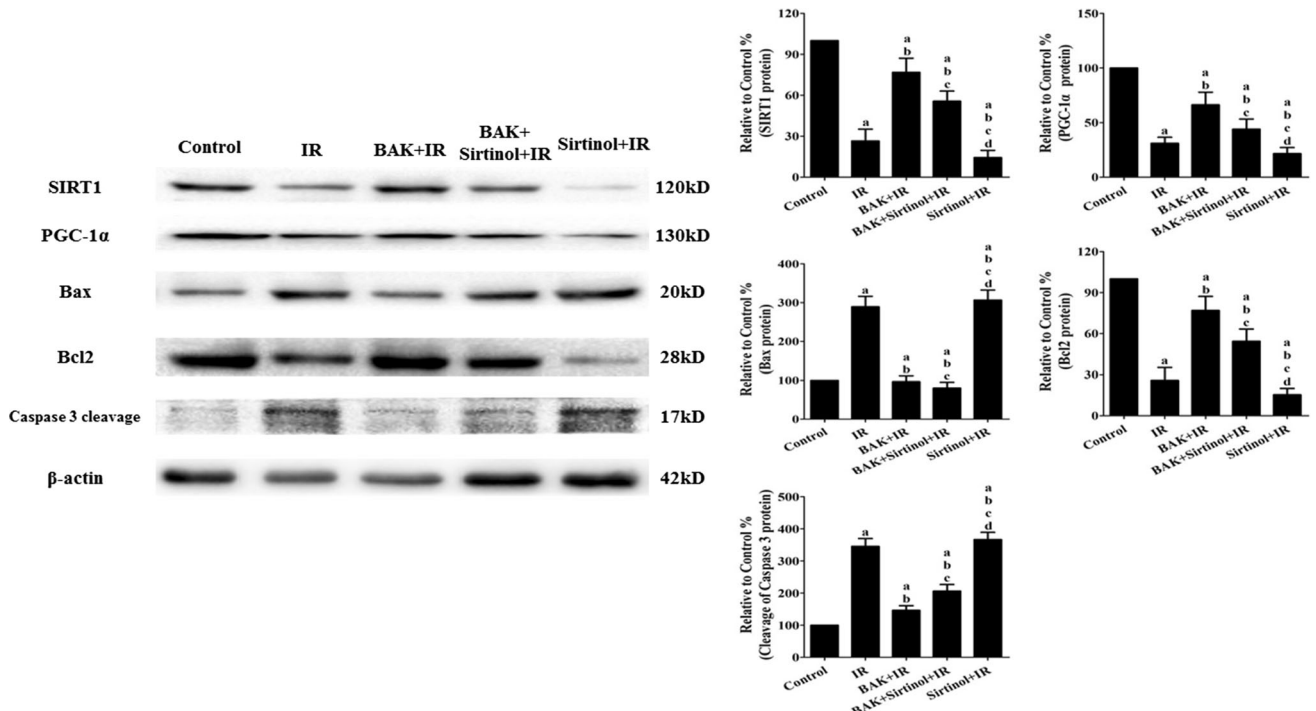 Control
IR
BAK+IR
BAK+
Sirtinol+IR
Sirtinol+IR
SIRT1
120kD
PGC-1α
130kD
Bax
20kD
Bcl2
28kD
Caspase 3 cleavage
17kD
β-actin
42kD
Relative to Control %
(SIRT1 protein)
120
90
60
30
0
a
a
b
a
b
c
a
b
c
d
Control
IR
BAK+IR
BAK+Sirtinol+IR
Sirtinol+IR
Relative to Control %
(PGC-1α protein)
150
100
50
0
a
a
b
a
b
c
a
b
c
d
Control
IR
BAK+IR
BAK+Sirtinol+IR
Sirtinol+IR
Relative to Control %
(Bax protein)
400
300
200
100
0
a
a
b
a
b
c
a
b
c
d
Control
IR
BAK+IR
BAK+Sirtinol+IR
Sirtinol+IR
Relative to Control %
(Bcl2 protein)
120
90
60
30
0
a
a
b
a
b
c
a
b
c
d
Control
IR
BAK+IR
BAK+Sirtinol+IR
Sirtinol+IR
Relative to Control %
(Cleavage of Caspase 3 protein)
500
400
300
200
100
0
a
a
b
a
b
c
a
b
c
d
Control
IR
BAK+IR
BAK+Sirtinol+IR
Sirtinol+IR